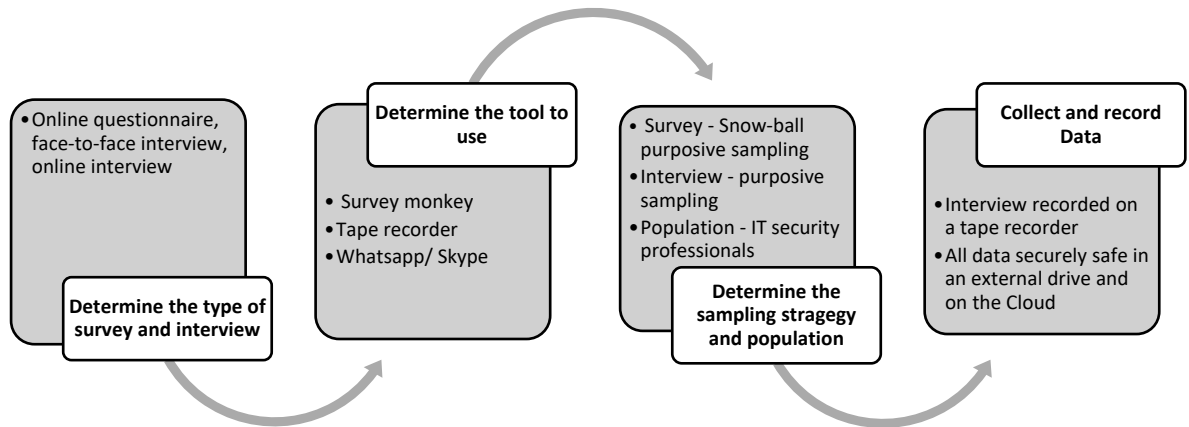 •Online questionnaire,
face-to-face interview,
online interview
Determine the type of
survey and interview
Determine the tool to
use
• Survey monkey
•Tape recorder
•Whatsapp/ Skype
• Survey - Snow-ball
purposive sampling
•Interview - purposive
sampling
•Population - IT security
professionals
Determine the
sampling stragegy
and population
Collect and record
Data
•Interview recorded on
a tape recorder
•All data securely safe in
an external drive and
on the Cloud